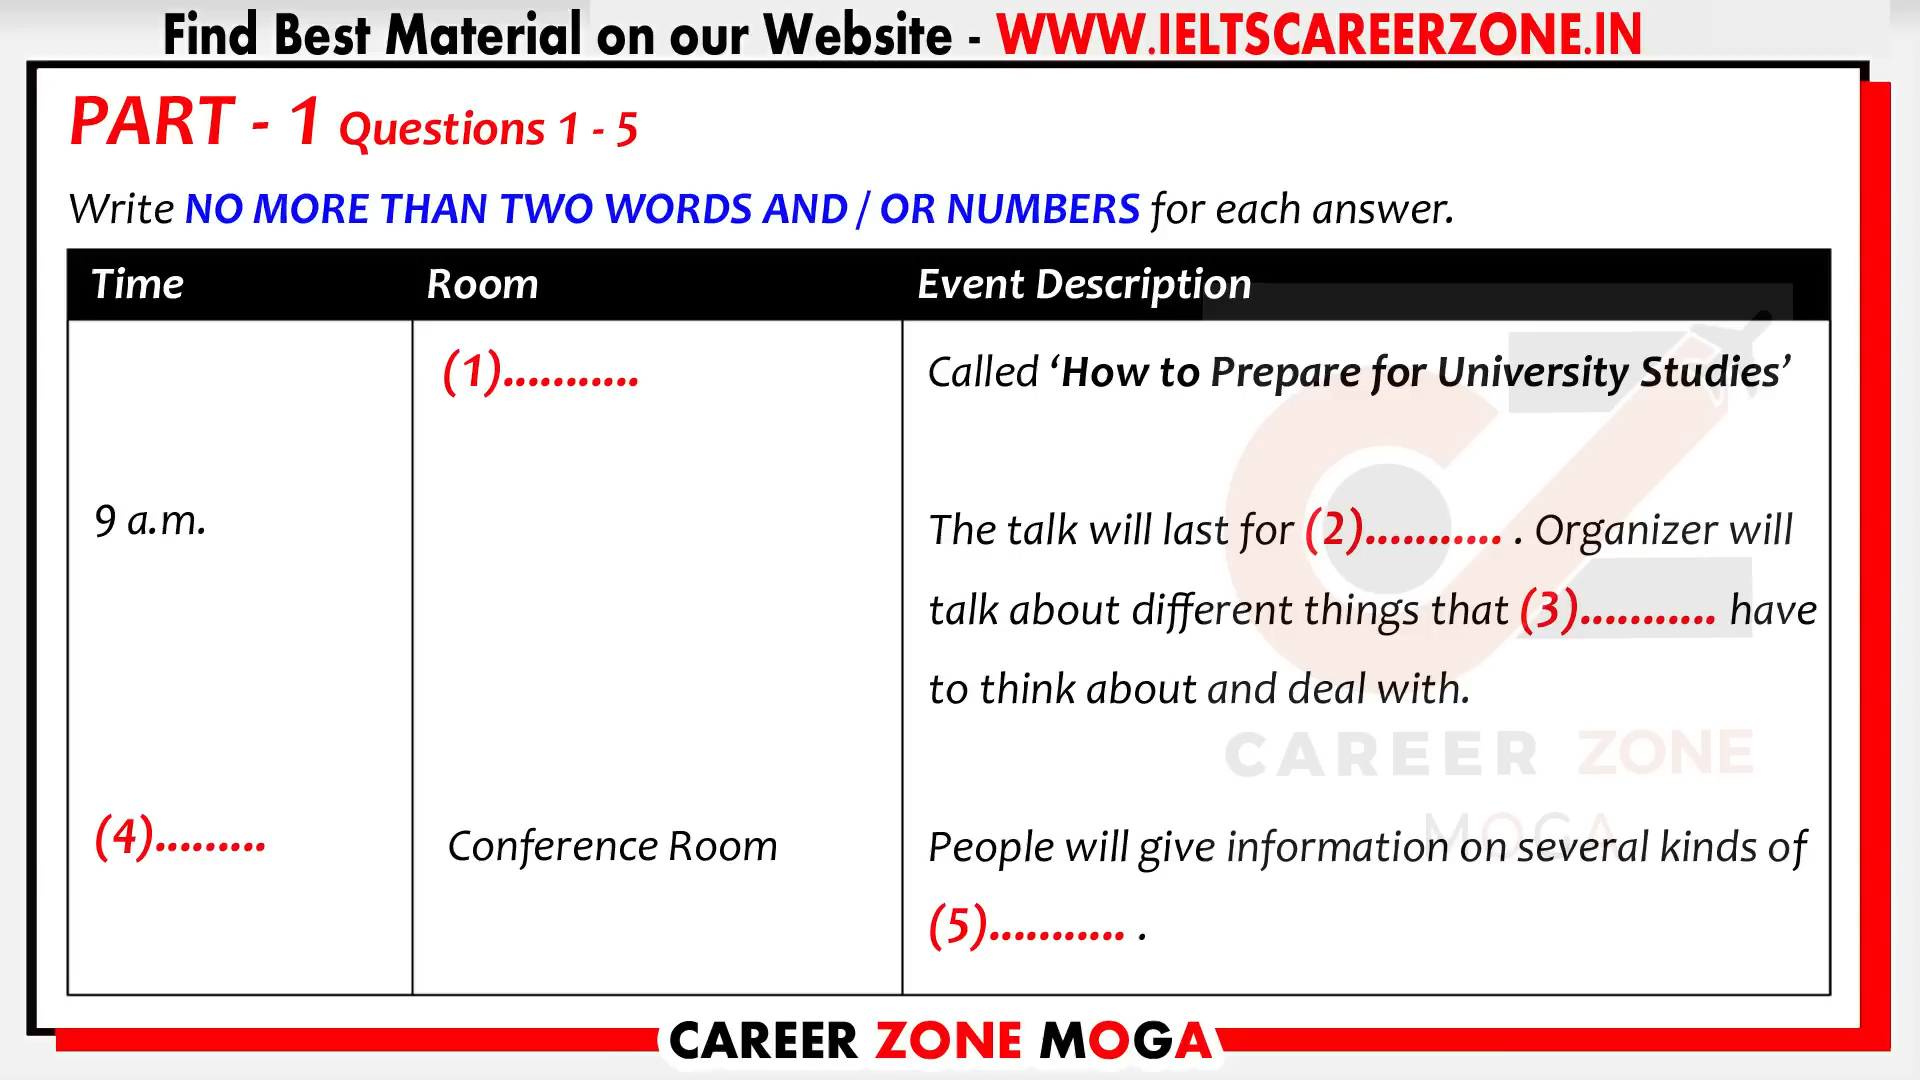 Find Best Material on our Website - WWW.IELTSCAREERZONE.IN
PART - 1 Questions 1 - 5
Write NO MORE THAN TWO WORDS AND / OR NUMBERS for each answer.
Time Room Event Description
(1)........... Called ‘How to Prepare for University Studies’
9 a.m. The talk will last for (2)........... . Organizer will
talk about different things that (3)........... have
to think about and deal with.
CAREER ZONE
MOGA
(4)......... Conference Room People will give information on several kinds of
(5)........... .
CAREER ZONE MOGA